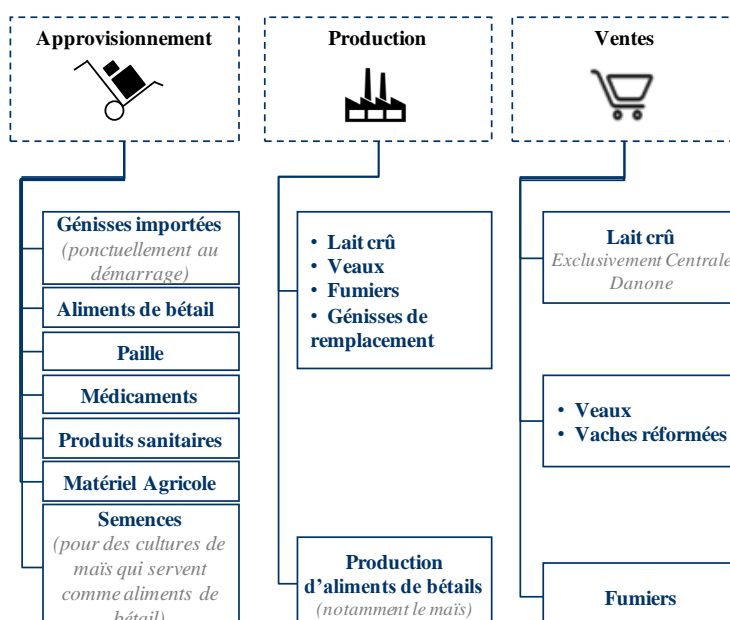 Approvisionnement
Génisses importées
(ponctuellement au
démarrage)
Aliments de bétail
Paille
Médicaments
Produits sanitaires
Matériel Agricole
Semences
(pour des cultures de
maïs qui servent
comme aliments de
bétail)
Production
• Lait crû
• Veaux
• Fumiers
• Génisses de
remplacement
Production
d’aliments de bétails
(notamment le maïs)
Ventes
Lait crû
Exclusivement Centrale
Danone
• Veaux
• Vaches réformées
Fumiers